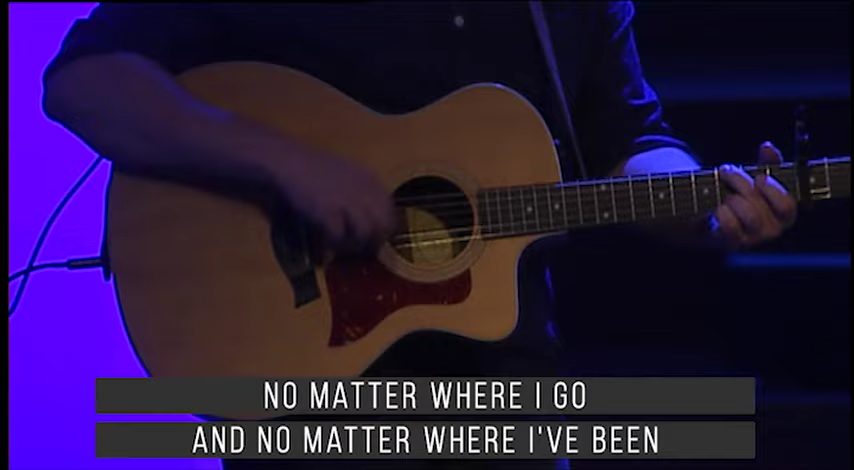 NO MATTER WHERE I GO
AND NO MATTER WHERE I'VE BEEN